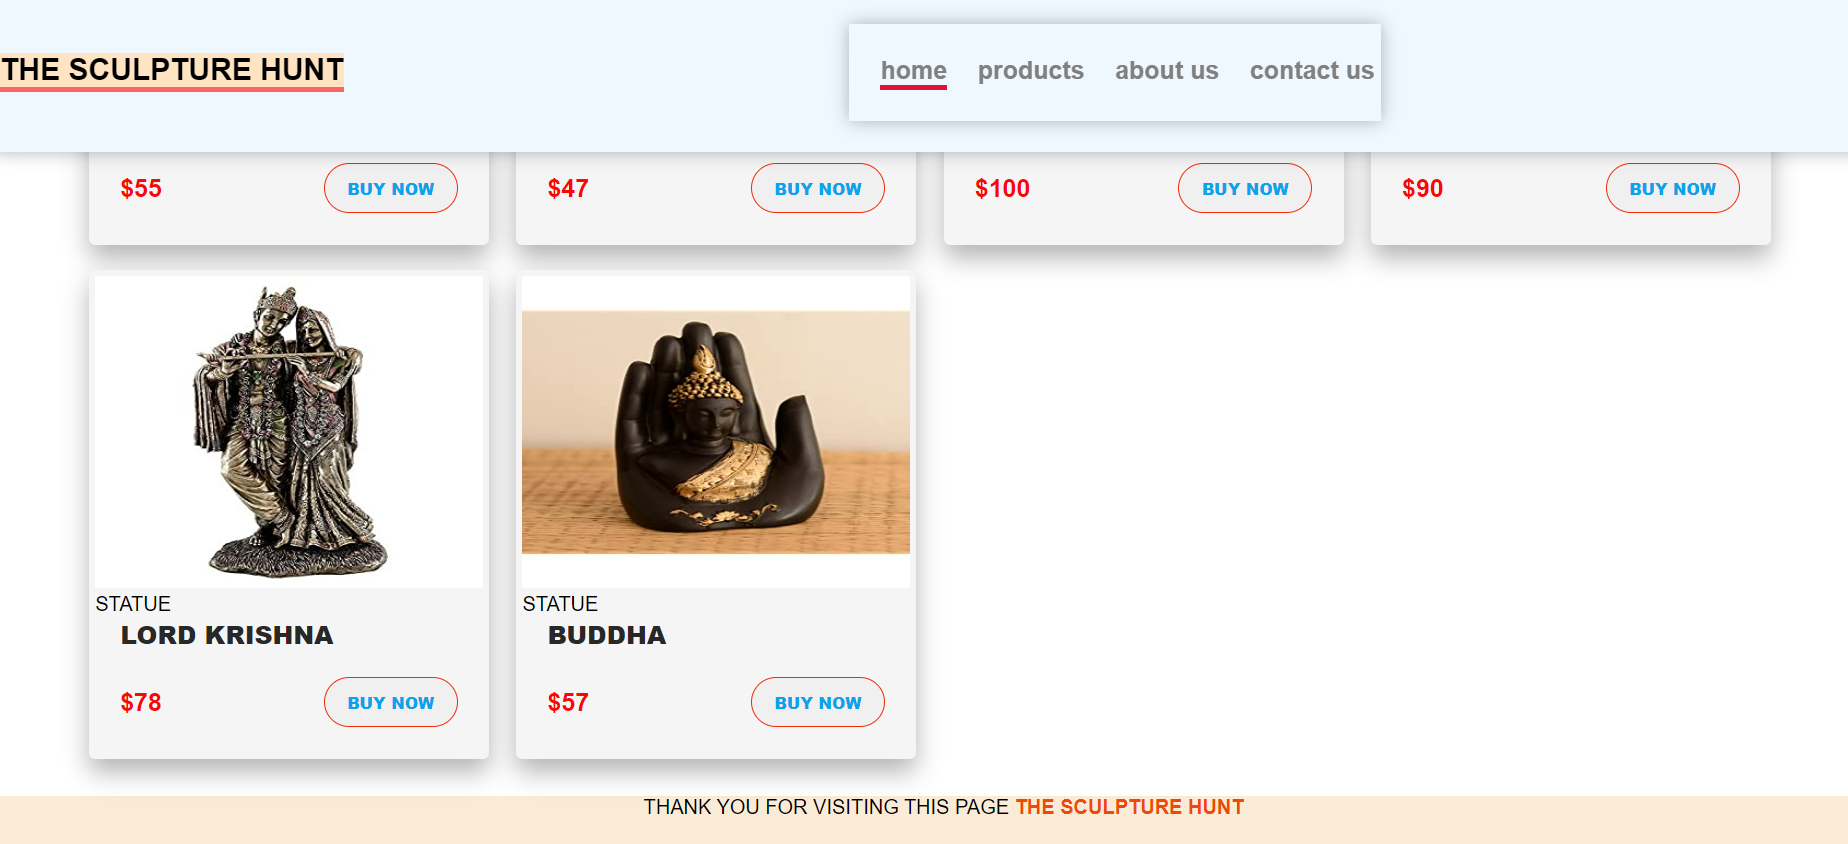 THE SCULPTURE HUNT
home products about us contact us
$55 BUY NOW $47 BUY NOW $100 BUY NOW $90 BUY NOW
STATUE
LORD KRISHNA
$78 BUY NOW
STATUE
BUDDHA
$57 BUY NOW
THANK YOU FOR VISITING THIS PAGE THE SCULPTURE HUNT